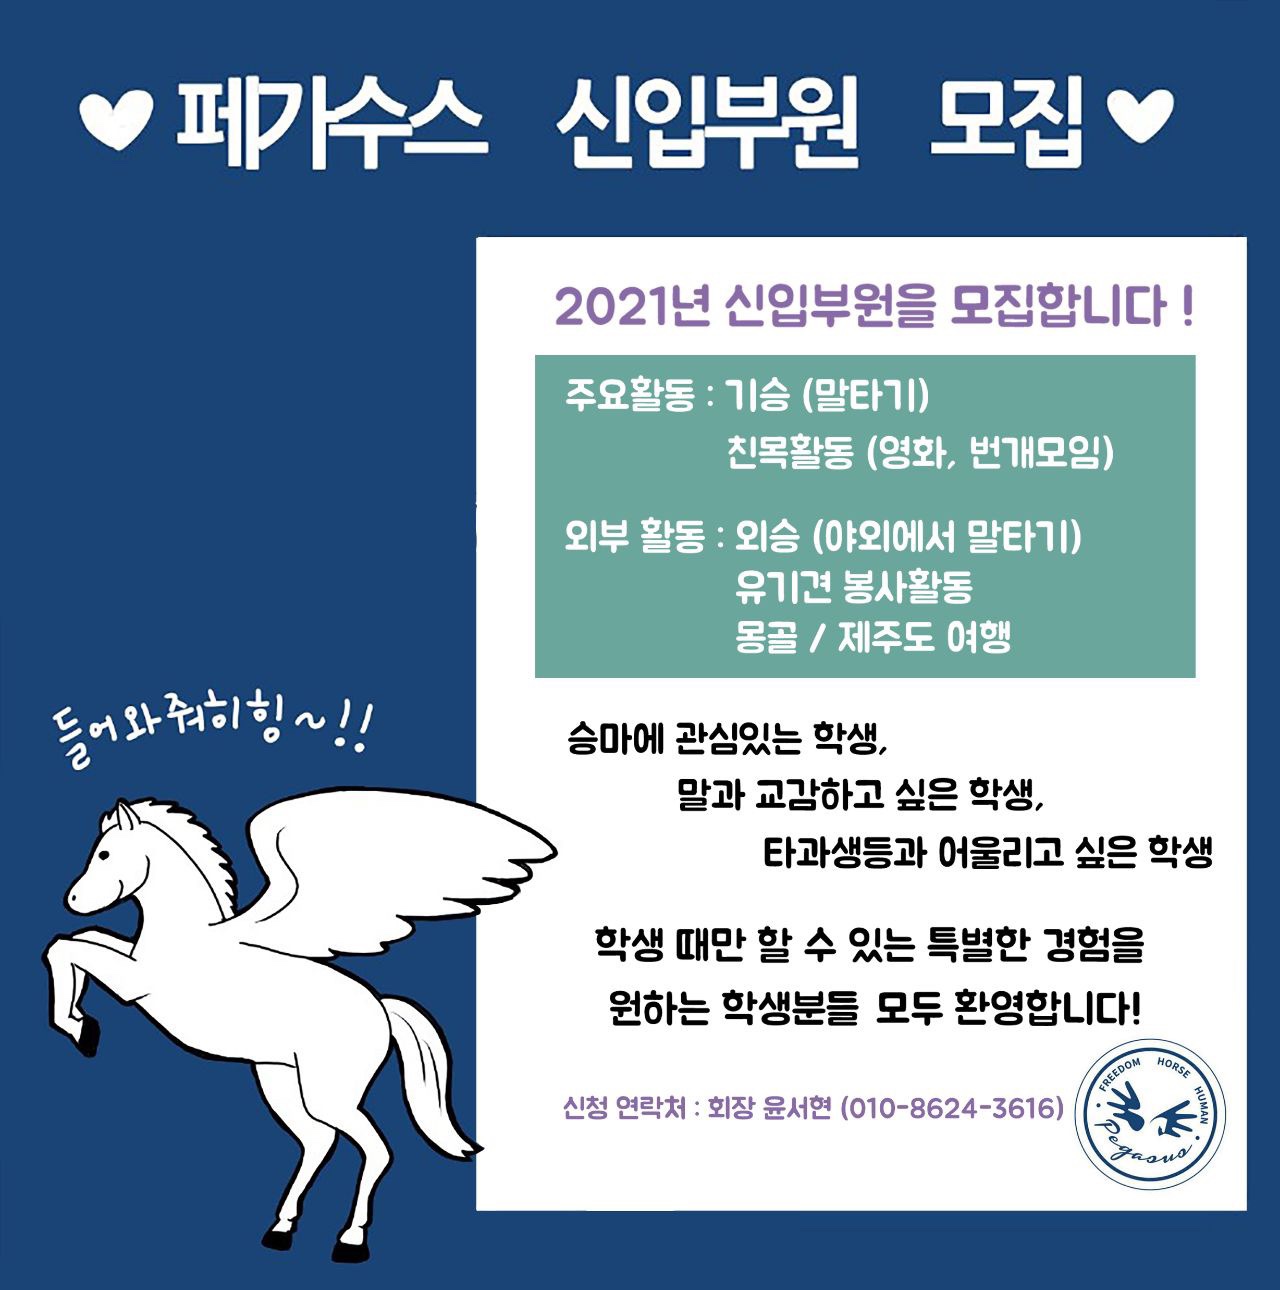 ♥ 페가수스 신입부원 모집 ♥
2021년 신입부원을 모집합니다 !
주요활동 : 기승 (말타기)
친목활동 (영화, 번개모임)
외부 활동 : 외승 (야외에서 말타기)
유기견 봉사활동
몽골 / 제주도 여행
들어와줘히힝~!!
승마에 관심있는 학생,
말과 교감하고 싶은 학생,
타과생등과 어울리고 싶은 학생
학생 때만 할 수 있는 특별한 경험을
원하는 학생분들 모두 환영합니다!
신청 연락처 : 회장 윤서현 (010-8624-3616)
FREEDOM HORSE HUMAN
Pegasus